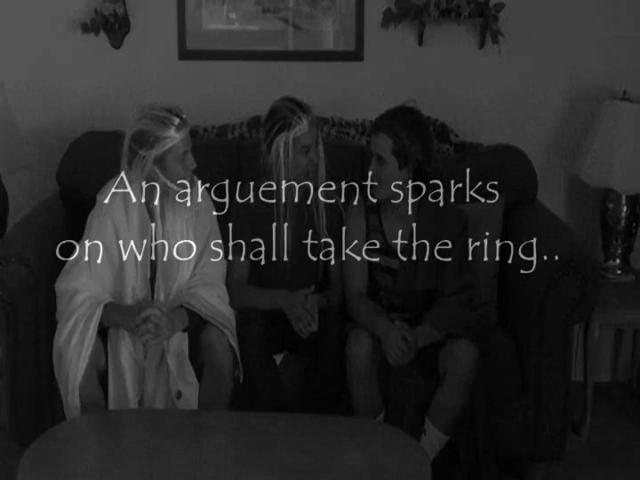 An arguement sparks
on who shall take the ring..